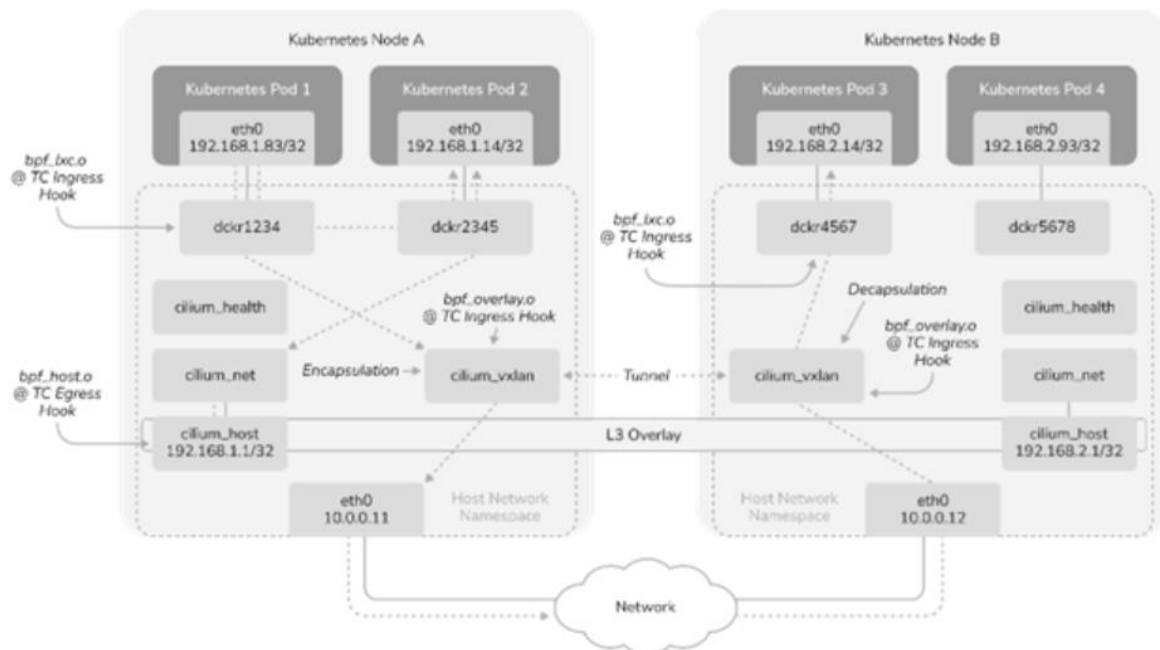 Kubernetes Node A
Kubernetes Pod 1
eth0
192.168.1.83/32
Kubernetes Pod 2
eth0
192.168.1.14/32
bpf_lxc.o
@ TC Ingress
Hook
dckr1234
dckr2345
cilium_health
bpf_overlay.o
@ TC Ingress
Hook
bpf_host.o
@ TC Egress
Hook
cilium_net
Encapsulation
cilium_vxlan
cilium_host
192.168.1.1/32
eth0
10.0.0.11
Host Network
Namespace
Tunnel
L3 Overlay
Kubernetes Node B
Kubernetes Pod 3
eth0
192.168.2.14/32
Kubernetes Pod 4
eth0
192.168.2.93/32
bpf_lxc.o
@ TC Ingress
Hook
dckr4567
dckr5678
Decapsulation
cilium_health
bpf_overlay.o
@ TC Ingress
Hook
cilium_vxlan
cilium_net
cilium_host
192.168.2.1/32
Host Network
Namespace
eth0
10.0.0.12
Network